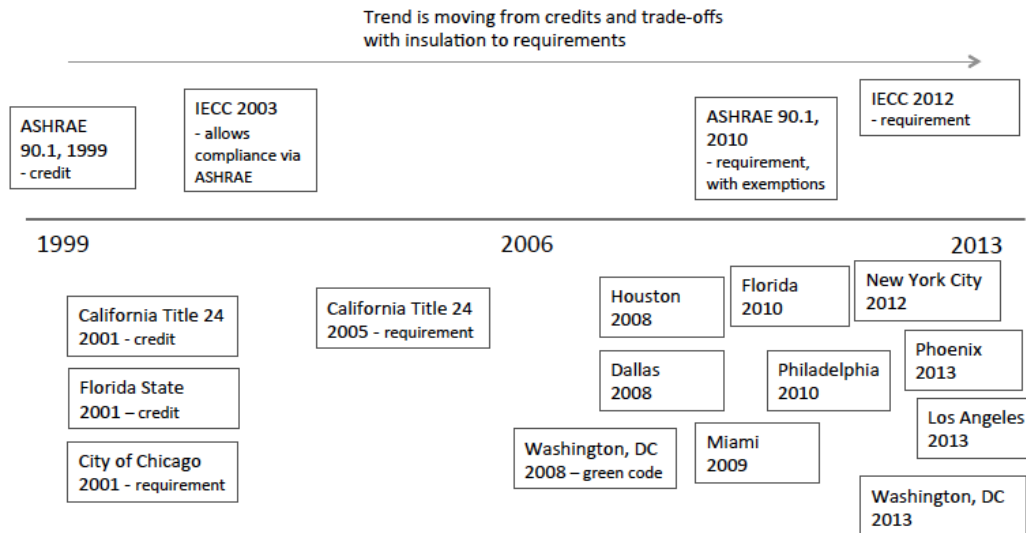 Trend is moving from credits and trade-offs
with insulation to requirements
ASHRAE
90.1, 1999
- credit
IECC 2003
- allows
compliance via
ASHRAE
ASHRAE 90.1,
2010
- requirement,
with exemptions
IECC 2012
- requirement
1999
2006
2013
California Title 24
2001 - credit
Florida State
2001 – credit
City of Chicago
2001 - requirement
California Title 24
2005 - requirement
Houston
2008
Dallas
2008
Washington, DC
2008 – green code
Florida
2010
Philadelphia
2010
Miami
2009
New York City
2012
Phoenix
2013
Los Angeles
2013
Washington, DC
2013